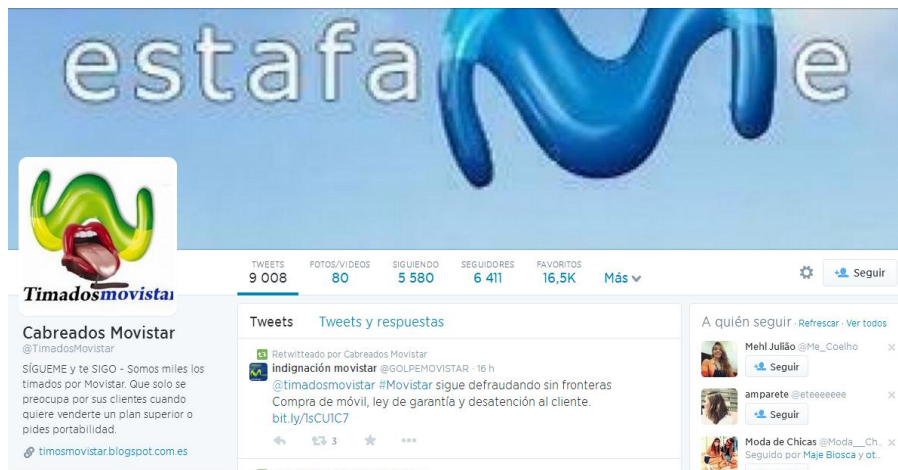 estafa e
Timadosmovistar
Cabreados Movistar
@TimadosMovistar
SÍGUEME y te SIGO - Somos miles los
timados por Movistar. Que solo se
preocupa por sus clientes cuando
quiere venderte un plan superior o
pides portabilidad.
timosmovistar.blogspot.com.es
TWEETS FOTOS/VIDEOS SIGUIENDO SEGUIDORES FAVORITOS
9 008 80 5 580 6 411 16,5K Más
Seguir
Tweets Tweets y respuestas
Retwitteado por Cabreados Movistar
indignación movistar @GOLPEMOVISTAR · 16 h
@timadosmovistar #Movistar sigue defraudando sin fronteras
Compra de móvil, ley de garantía y desatención al cliente.
bit.ly/1sCU1C7
3
A quién seguir · Refrescar · Ver todos
Mehl Julião @Me_Coelho
Seguir
amparete @eteeeeeee
Seguir
Moda de Chicas @Moda__Ch..
Seguido por Maje Biosca y ot..